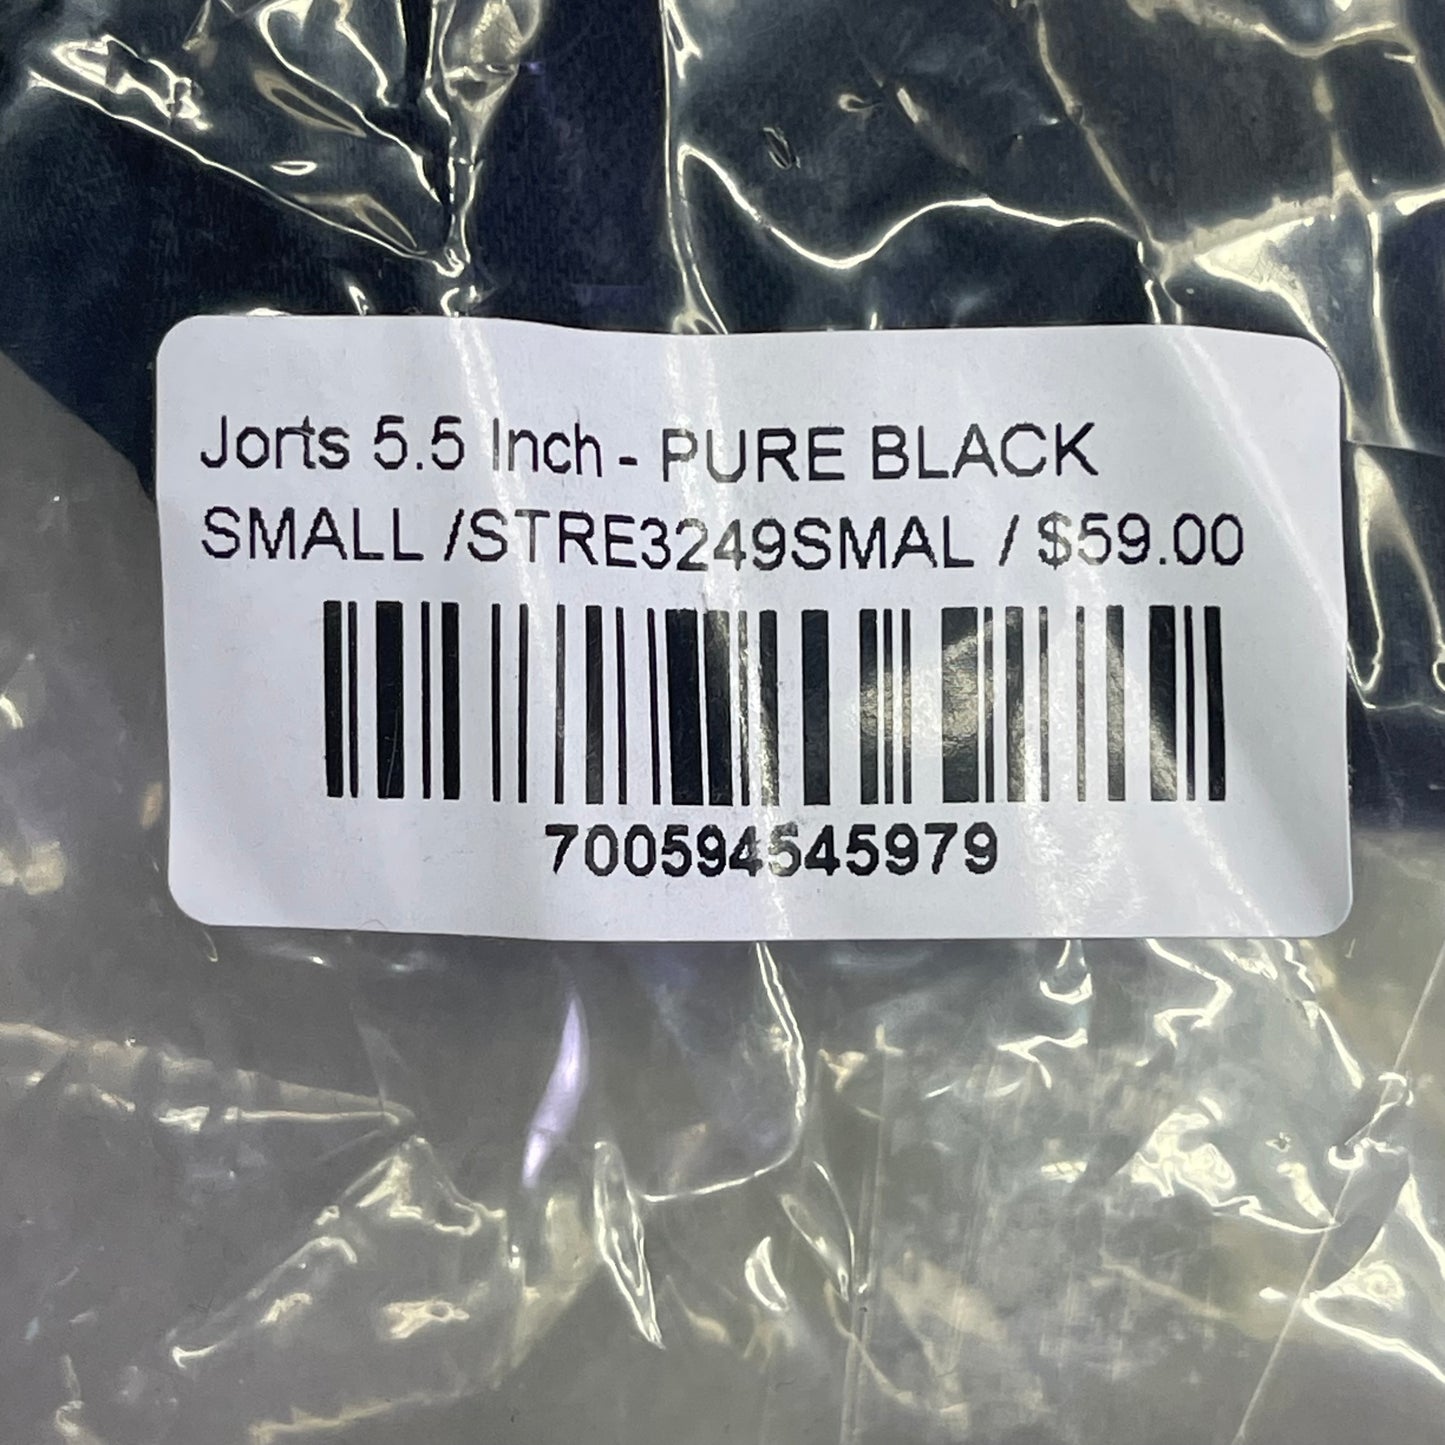 Jorts 5.5 Inch - PURE BLACK
SMALL /STRE3249SMAL / $59.00
700594545979